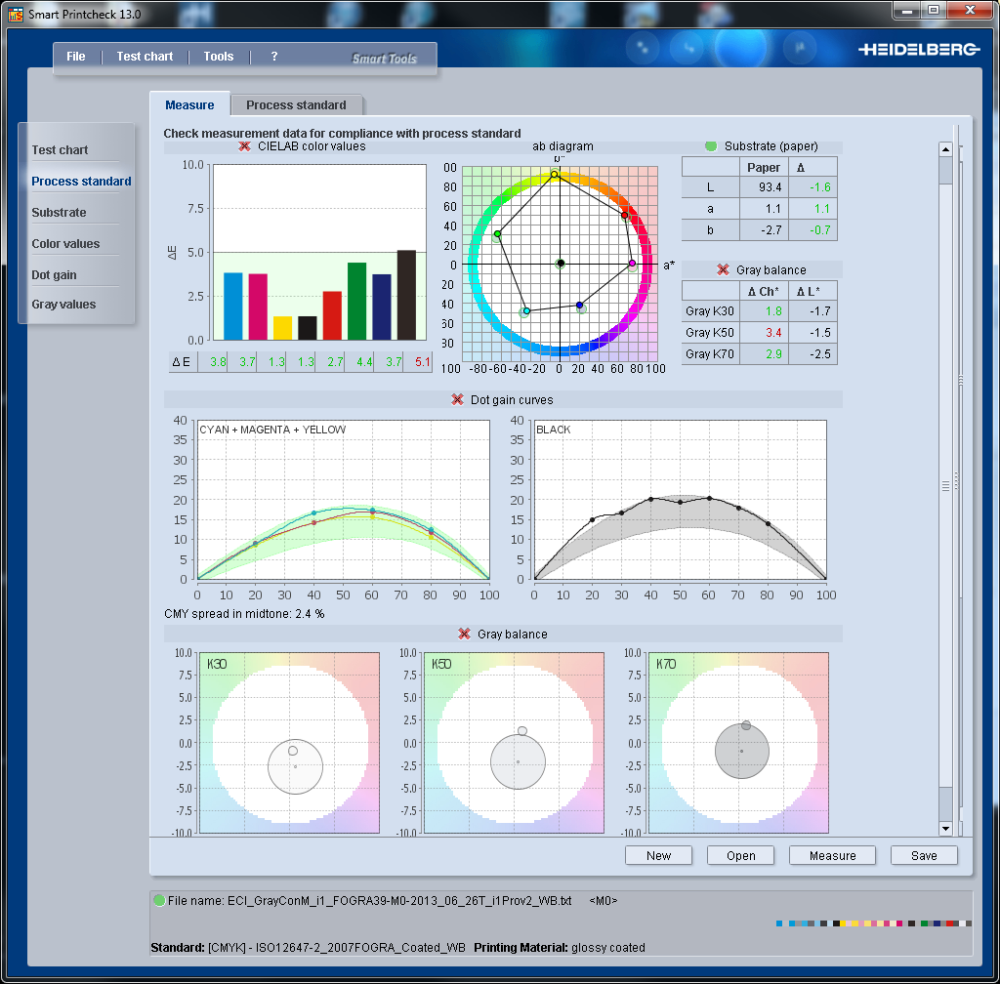 Smart Printcheck 13.0
File Test chart Tools ? Smart Tools
HEIDELBERG
Measure Process standard
Test chart
Process standard
Substrate
Color values
Dot gain
Gray values
Check measurement data for compliance with process standard
CIELAB color values
10.0
7.5
5.0
2.5
0.0
ΔE
Δ E 3.8 3.7 1.3 1.3 2.7 4.4 3.7 5.1
ab diagram
b*
00
80
60
40
20
0
20
40
60
80
a*
100 -80 -60 -40 -20 0 20 40 60 80 100
Substrate (paper)
Paper Δ
L 93.4 -1.6
a 1.1 1.1
b -2.7 -0.7
Gray balance
Δ Ch* Δ L*
Gray K30 1.8 -1.7
Gray K50 3.4 -1.5
Gray K70 2.9 -2.5
Dot gain curves
CYAN + MAGENTA + YELLOW
40
35
30
25
20
15
10
5
0
0 10 20 30 40 50 60 70 80 90 100
BLACK
40
35
30
25
20
15
10
5
0
0 10 20 30 40 50 60 70 80 90 100
CMY spread in midtone: 2.4 %
Gray balance
K30
10.0
7.5
5.0
2.5
0.0
-2.5
-5.0
-7.5
-10.0
K50
10.0
7.5
5.0
2.5
0.0
-2.5
-5.0
-7.5
-10.0
K70
10.0
7.5
5.0
2.5
0.0
-2.5
-5.0
-7.5
-10.0
New Open Measure Save
File name: ECI_GrayConM_i1_FOGRA39-M0-2013_06_26T_i1Prov2_WB.txt <M0>
Standard: [CMYK] - ISO12647-2_2007FOGRA_Coated_WB Printing Material: glossy coated